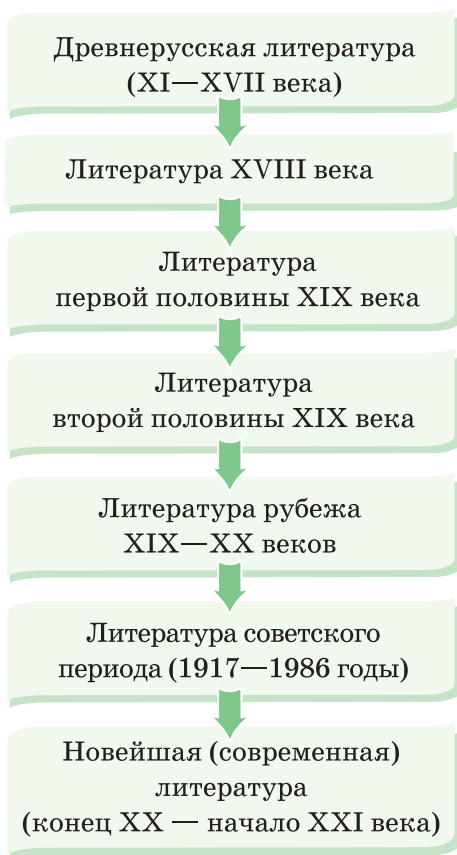 Древнерусская литература
(XI—XVII века)
Литература XVIII века
Литература
первой половины XIX века
Литература
второй половины XIX века
Литература рубежа
XIX—XX веков
Литература советского
периода (1917—1986 годы)
Новейшая (современная)
литература
(конец XX — начало XXI века)